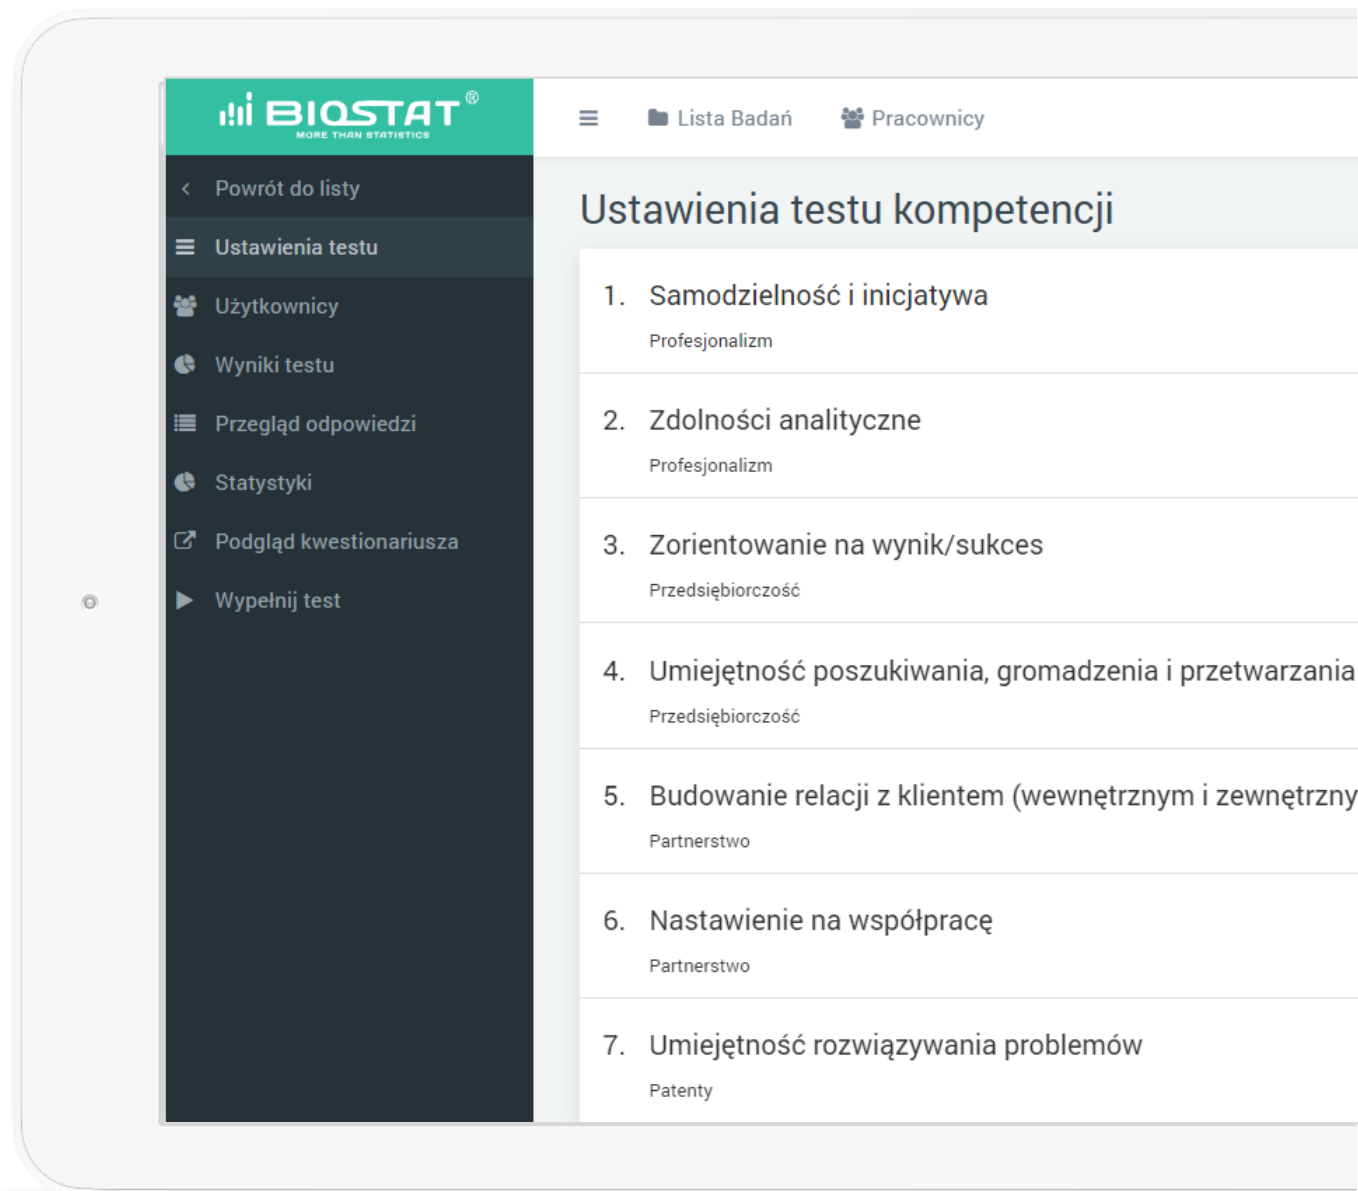 BIOSTAT®
MORE THAN STATISTICS
Lista Badań
Pracownicy
Powrót do listy
Ustawienia testu
Użytkownicy
Wyniki testu
Przegląd odpowiedzi
Statystyki
Podgląd kwestionariusza
Wypełnij test
Ustawienia testu kompetencji
1. Samodzielność i inicjatywa
Profesjonalizm
2. Zdolności analityczne
Profesjonalizm
3. Zorientowanie na wynik/sukces
Przedsiębiorczość
4. Umiejętność poszukiwania, gromadzenia i przetwarzania
Przedsiębiorczość
5. Budowanie relacji z klientem (wewnętrznym i zewnętrzny
Partnerstwo
6. Nastawienie na współpracę
Partnerstwo
7. Umiejętność rozwiązywania problemów
Patenty